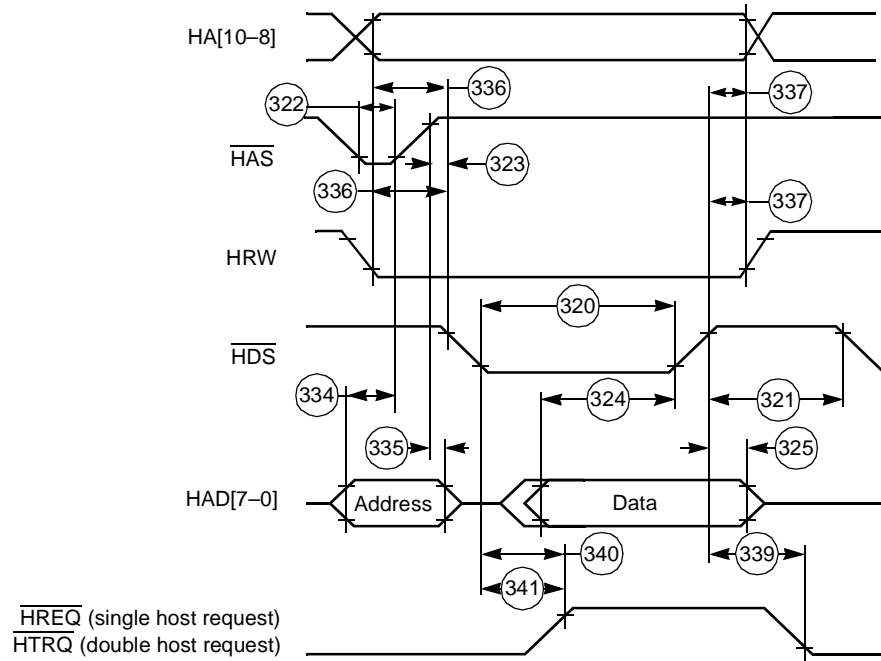 HA[10–8]
336
337
322
HAS
323
336
337
HRW
320
HDS
334
324
321
335
325
HAD[7–0]
Address
Data
340
339
341
HREQ (single host request)
HTRQ (double host request)